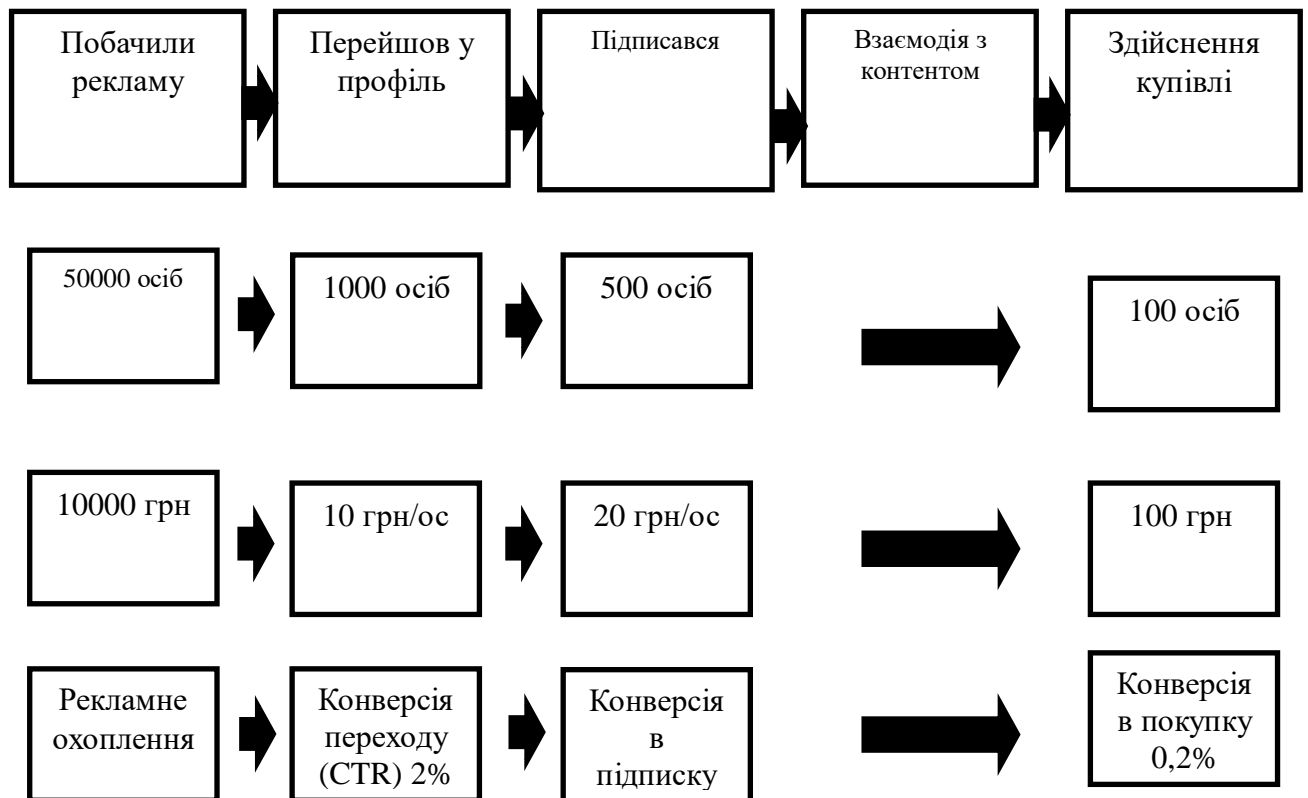 Побачили
рекламу
Перейшов у
профіль
Підписався
Взаємодія з
контентом
Здійснення
купівлі
50000 осіб
1000 осіб
500 осіб
100 осіб
10000 грн
10 грн/ос
20 грн/ос
100 грн
Рекламне
охоплення
Конверсія
переходу
(CTR) 2%
Конверсія
в
підписку
Конверсія
в покупку
0,2%